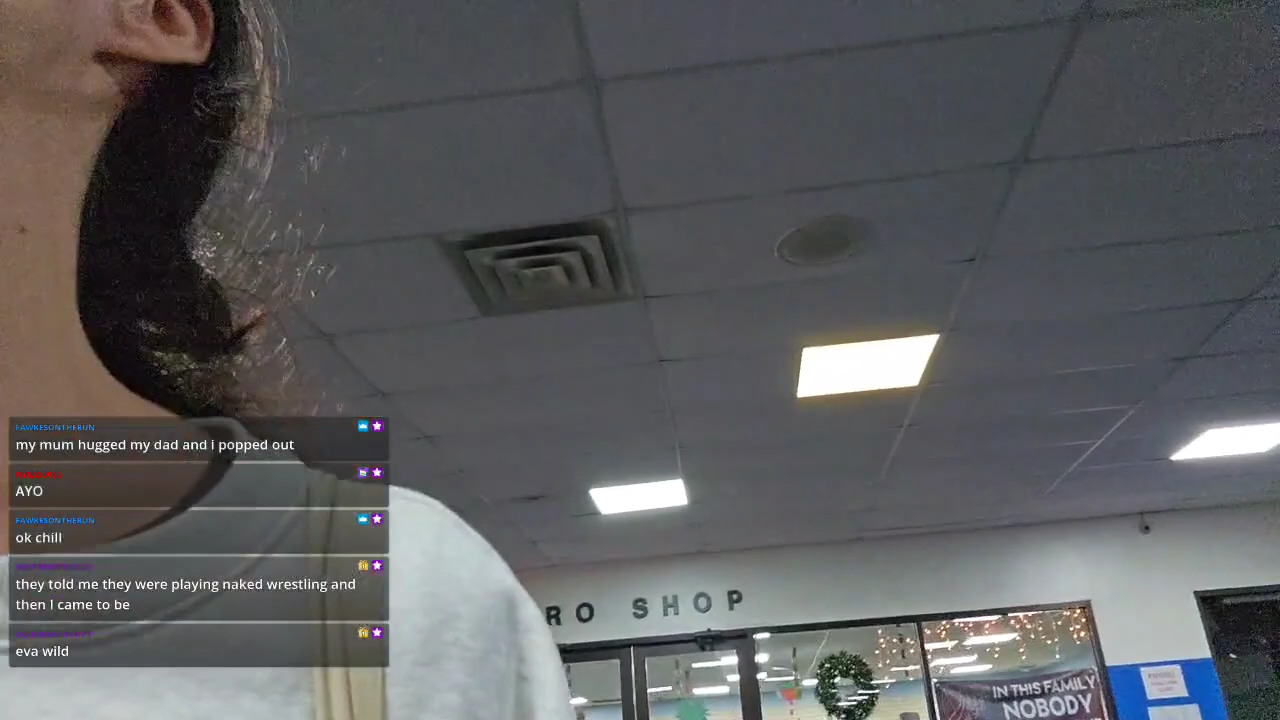 FAWKESONTHERUN
my mum hugged my dad and i popped out
AYO
FAWKESONTHERUN
ok chill
they told me they were playing naked wrestling and
then I came to be
eva wild
RO SHOP
IN THIS FAMILY
NOBODY